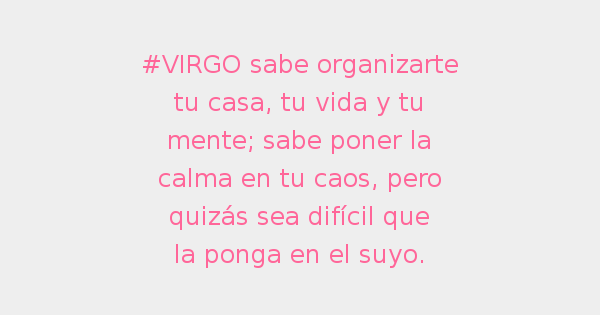 #VIRGO sabe organizarte
tu casa, tu vida y tu
mente; sabe poner la
calma en tu caos, pero
quizás sea difícil que
la ponga en el suyo.